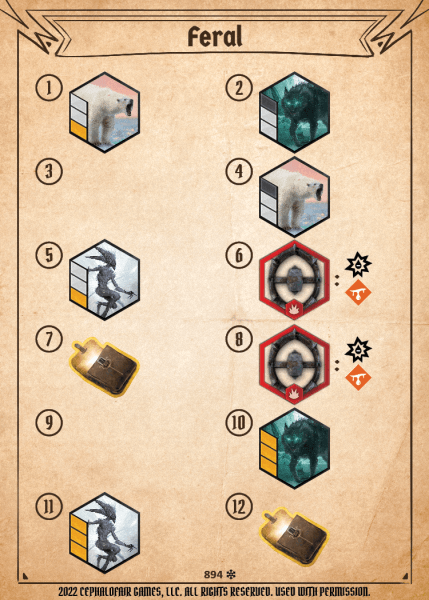 Feral
1 2
3 4
5 6 :
7 8 :
9 10
11 12
894
2022 CEPHALOFAIR GAMES, LLC. ALL RIGHTS RESERVED. USED WITH PERMISSION.